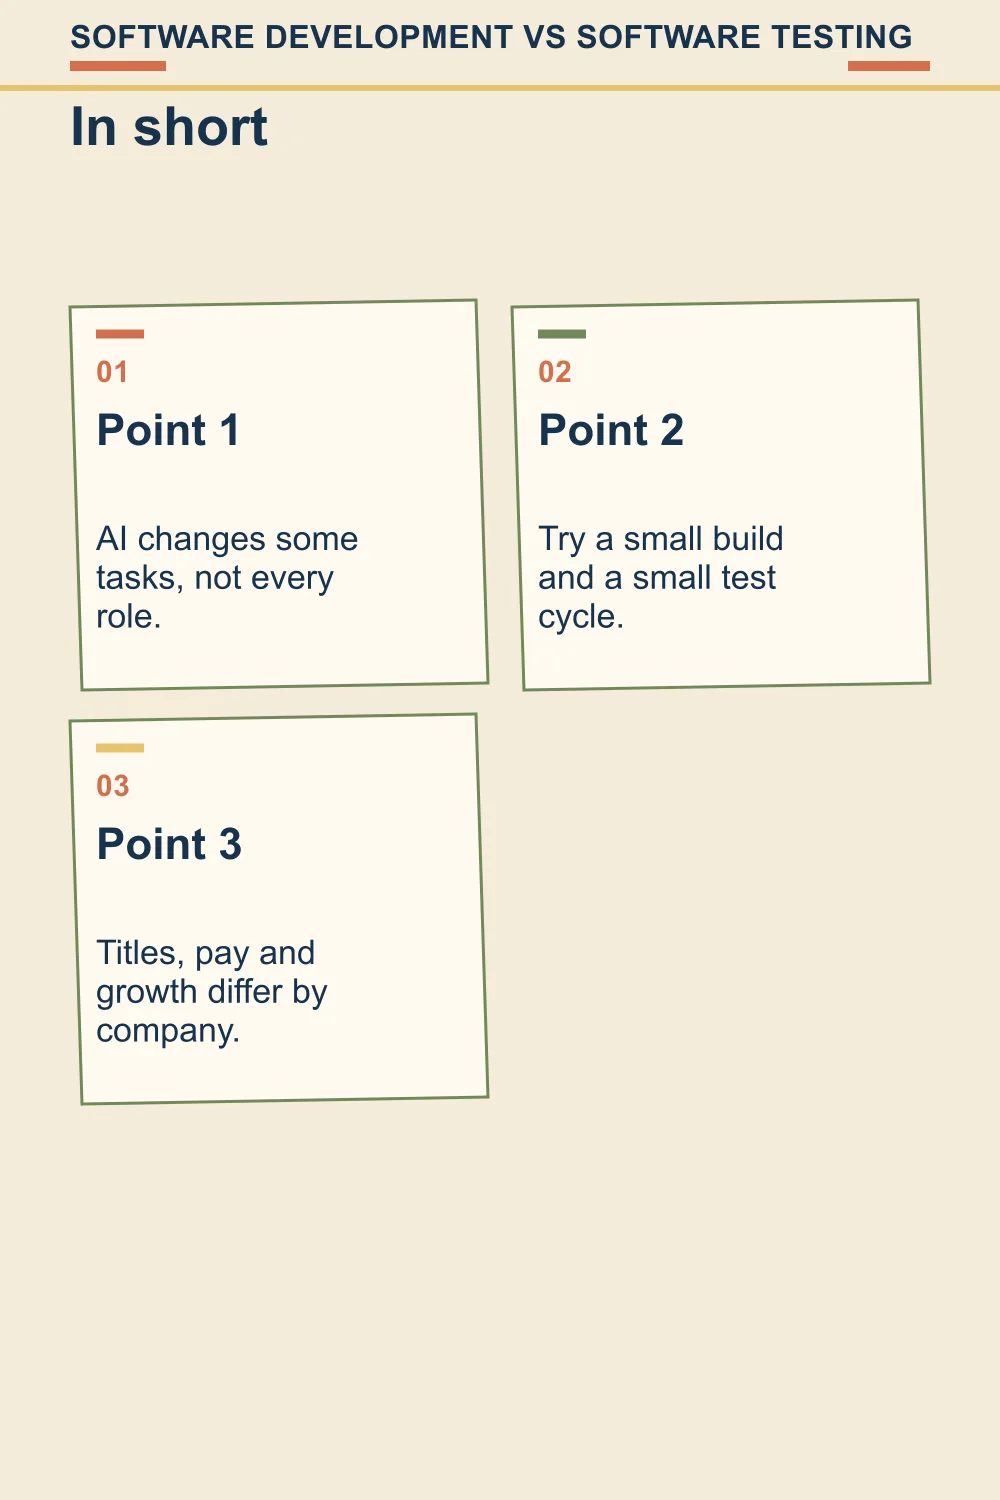 SOFTWARE DEVELOPMENT VS SOFTWARE TESTING
In short
01
Point 1
AI changes some
tasks, not every
role.
02
Point 2
Try a small build
and a small test
cycle.
03
Point 3
Titles, pay and
growth differ by
company.